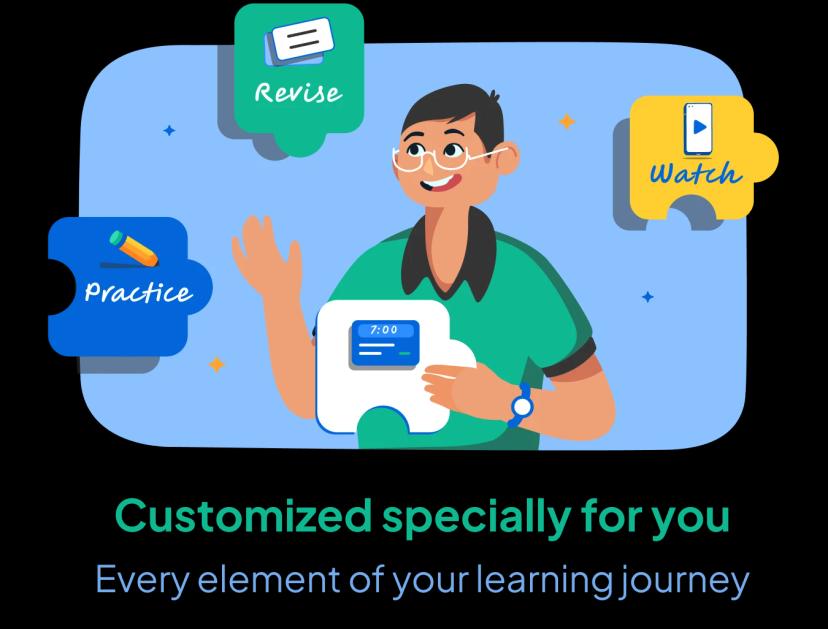 Revise
Watch
Practice
7:00
Customized specially for you
Every element of your learning journey